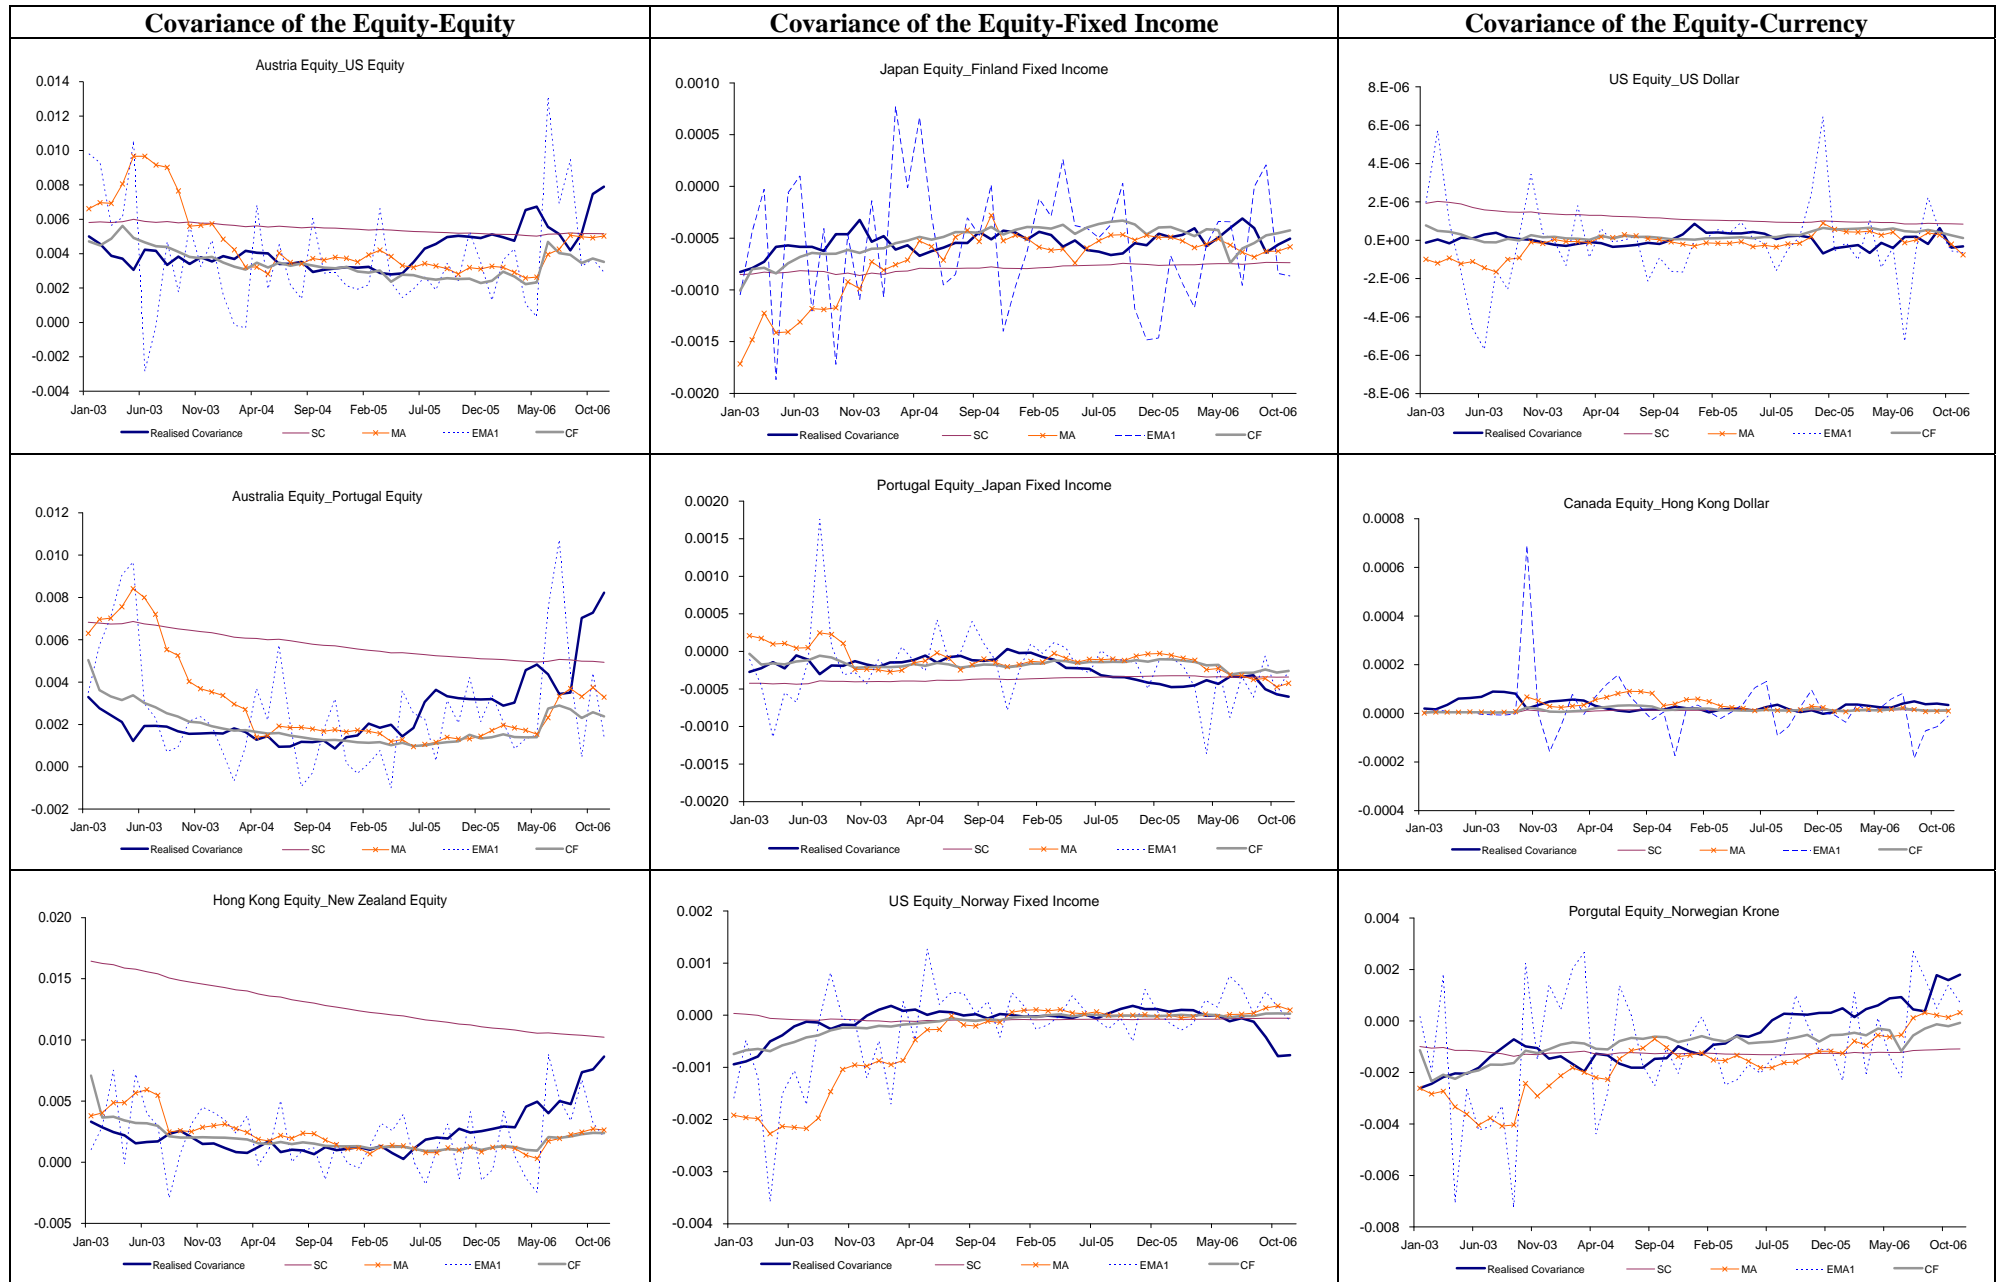 Covariance of the Equity-Equity
Covariance of the Equity-Fixed Income
Covariance of the Equity-Currency
Austria Equity_US Equity
0.014
0.012
0.010
0.008
0.006
0.004
0.002
0.000
-0.002
-0.004
Jan-03 Jun-03 Nov-03 Apr-04 Sep-04 Feb-05 Jul-05 Dec-05 May-06 Oct-06
Realised Covariance SC MA EMA1 CF
Japan Equity_Finland Fixed Income
0.0010
0.0005
0.0000
-0.0005
-0.0010
-0.0015
-0.0020
Jan-03 Jun-03 Nov-03 Apr-04 Sep-04 Feb-05 Jul-05 Dec-05 May-06 Oct-06
Realised Covariance SC MA EMA1 CF
US Equity_US Dollar
8.E-06
6.E-06
4.E-06
2.E-06
0.E+00
-2.E-06
-4.E-06
-6.E-06
-8.E-06
Jan-03 Jun-03 Nov-03 Apr-04 Sep-04 Feb-05 Jul-05 Dec-05 May-06 Oct-06
Realised Covariance SC MA EMA1 CF
Australia Equity_Portugal Equity
0.012
0.010
0.008
0.006
0.004
0.002
0.000
-0.002
Jan-03 Jun-03 Nov-03 Apr-04 Sep-04 Feb-05 Jul-05 Dec-05 May-06 Oct-06
Realised Covariance SC MA EMA1 CF
Portugal Equity_Japan Fixed Income
0.0020
0.0015
0.0010
0.0005
0.0000
-0.0005
-0.0010
-0.0015
-0.0020
Jan-03 Jun-03 Nov-03 Apr-04 Sep-04 Feb-05 Jul-05 Dec-05 May-06 Oct-06
Realised Covariance SC MA EMA1 CF
Canada Equity_Hong Kong Dollar
0.0008
0.0006
0.0004
0.0002
0.0000
-0.0002
-0.0004
Jan-03 Jun-03 Nov-03 Apr-04 Sep-04 Feb-05 Jul-05 Dec-05 May-06 Oct-06
Realised Covariance SC MA EMA1 CF
Hong Kong Equity_New Zealand Equity
0.020
0.015
0.010
0.005
0.000
-0.005
Jan-03 Jun-03 Nov-03 Apr-04 Sep-04 Feb-05 Jul-05 Dec-05 May-06 Oct-06
Realised Covariance SC MA EMA1 CF
US Equity_Norway Fixed Income
0.002
0.001
0.000
-0.001
-0.002
-0.003
-0.004
Jan-03 Jun-03 Nov-03 Apr-04 Sep-04 Feb-05 Jul-05 Dec-05 May-06 Oct-06
Realised Covariance SC MA EMA1 CF
Porgutal Equity_Norwegian Krone
0.004
0.002
0.000
-0.002
-0.004
-0.006
-0.008
Jan-03 Jun-03 Nov-03 Apr-04 Sep-04 Feb-05 Jul-05 Dec-05 May-06 Oct-06
Realised Covariance SC MA EMA1 CF